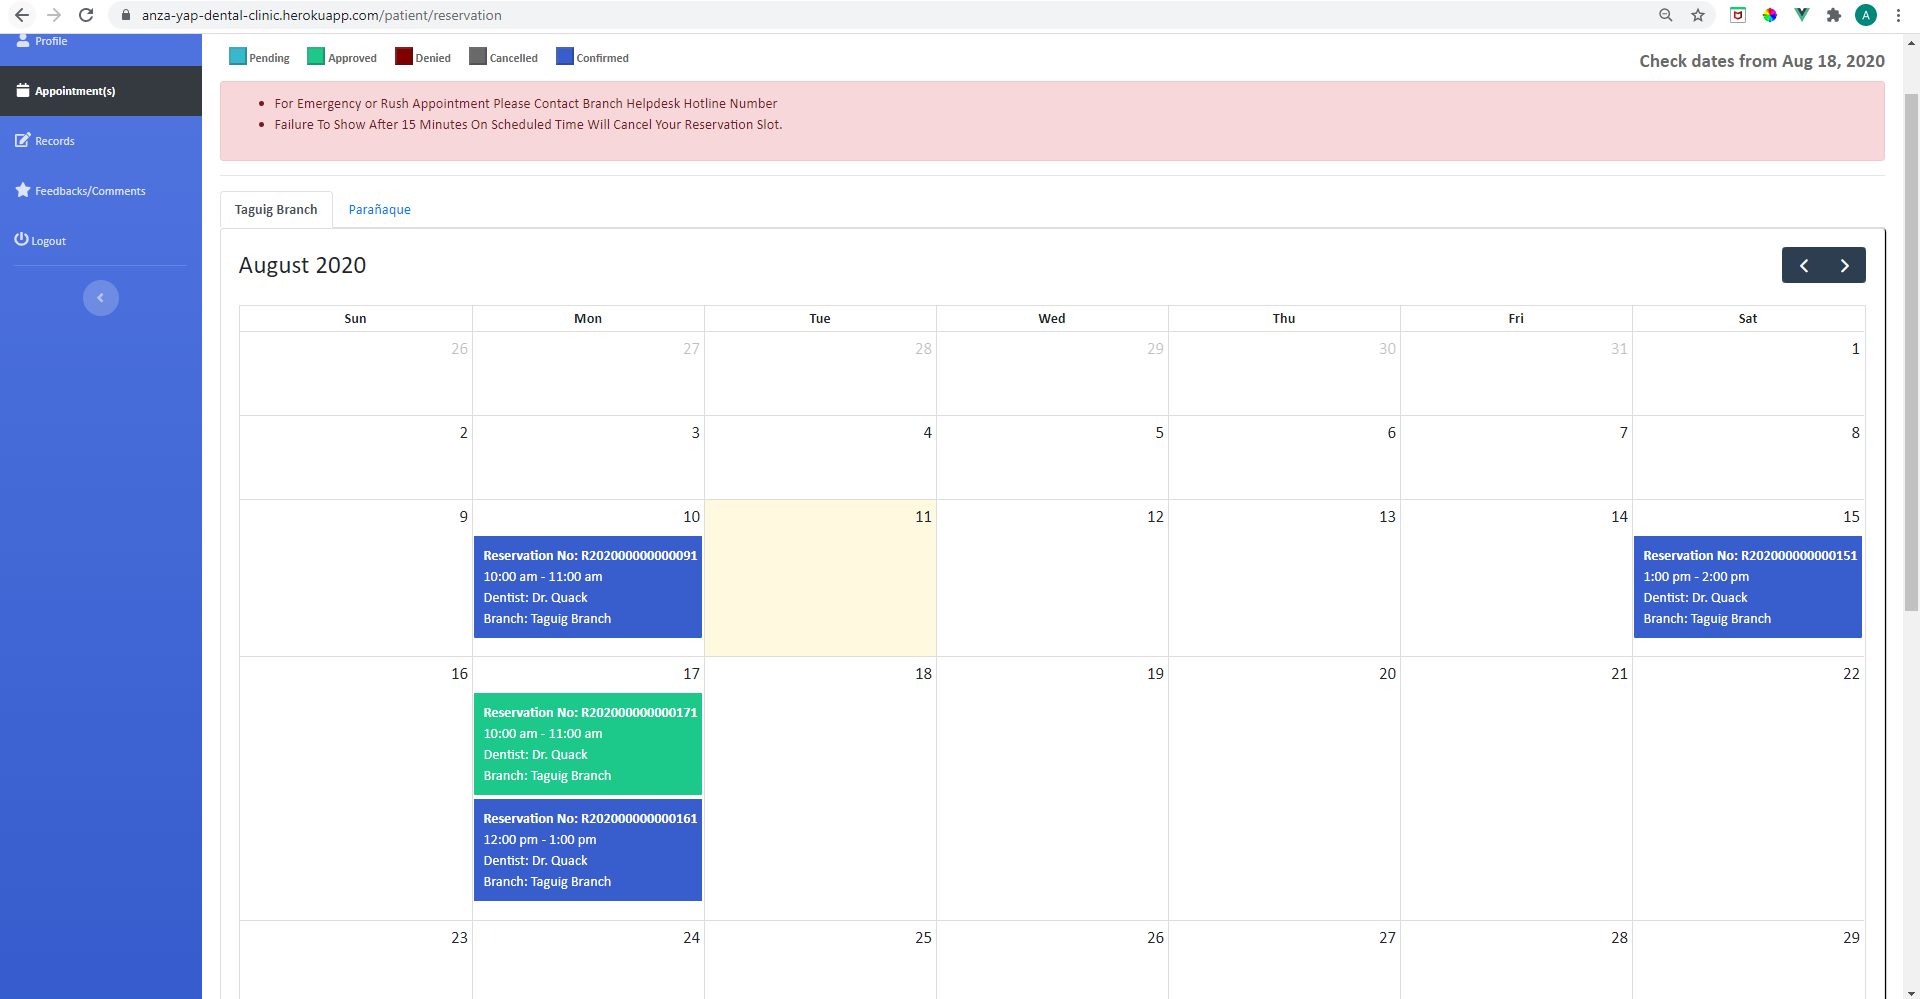 anza-yap-dental-clinic.herokuapp.com/patient/reservation
A
Profile
Appointment(s)
Records
Feedbacks/Comments
Logout
Pending Approved Denied Cancelled Confirmed
Check dates from Aug 18, 2020
For Emergency or Rush Appointment Please Contact Branch Helpdesk Hotline Number
Failure To Show After 15 Minutes On Scheduled Time Will Cancel Your Reservation Slot.
Taguig Branch Parañaque
August 2020
Sun Mon Tue Wed Thu Fri Sat
26 27 28 29 30 31 1
2 3 4 5 6 7 8
9 10 11 12 13 14 15
Reservation No: R202000000000091
10:00 am - 11:00 am
Dentist: Dr. Quack
Branch: Taguig Branch
Reservation No: R202000000000151
1:00 pm - 2:00 pm
Dentist: Dr. Quack
Branch: Taguig Branch
16 17 18 19 20 21 22
Reservation No: R202000000000171
10:00 am - 11:00 am
Dentist: Dr. Quack
Branch: Taguig Branch
Reservation No: R202000000000161
12:00 pm - 1:00 pm
Dentist: Dr. Quack
Branch: Taguig Branch
23 24 25 26 27 28 29